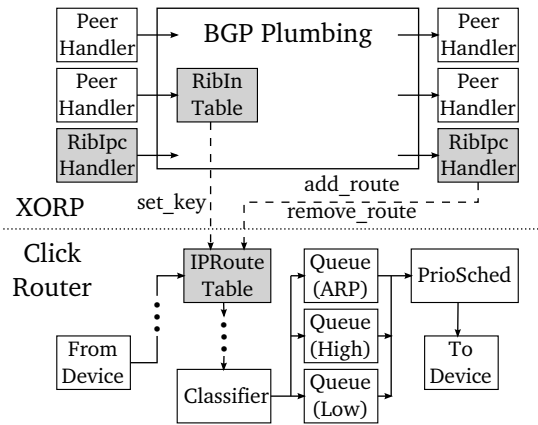 Peer
Handler
BGP Plumbing
Peer
Handler
Peer
Handler
RibIn
Table
Peer
Handler
RibIpc
Handler
RibIpc
Handler
XORP
set_key
add_route
remove_route
Click
Router
IPRoute
Table
Queue
(ARP)
PrioSched
From
Device
Queue
(High)
To
Device
Classifier
Queue
(Low)